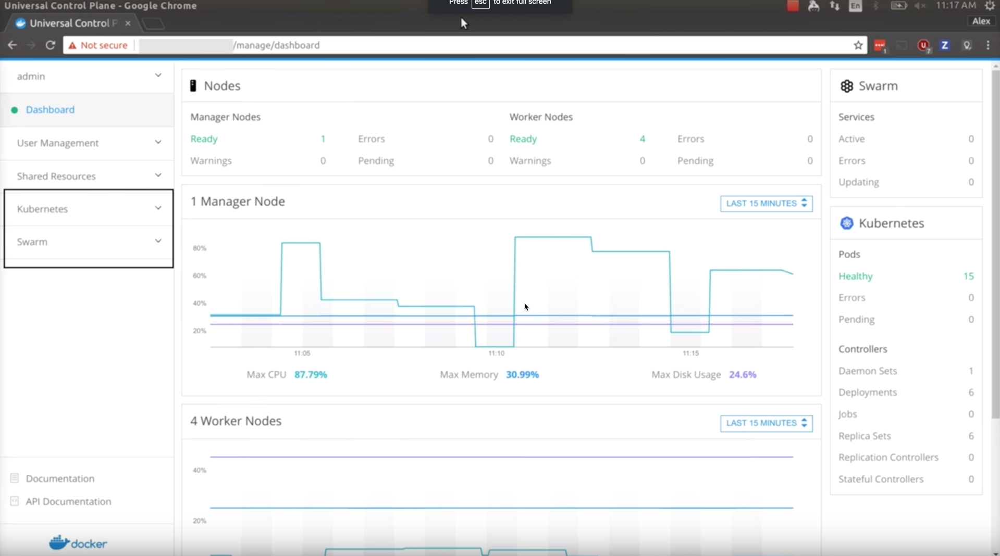 Universal Control Plane - Google Chrome
Press esc to exit full screen
En
11:17 AM
Universal Control P
Alex
Not secure
/manage/dashboard
1
U
7
Z
admin
Dashboard
User Management
Shared Resources
Kubernetes
Swarm
Documentation
API Documentation
docker
Nodes
Manager Nodes
Ready 1 Errors 0
Warnings 0 Pending 0
Worker Nodes
Ready 4 Errors 0
Warnings 0 Pending 0
1 Manager Node
LAST 15 MINUTES
80%
60%
40%
20%
11:05 11:10 11:15
Max CPU 87.79% Max Memory 30.99% Max Disk Usage 24.6%
4 Worker Nodes
LAST 15 MINUTES
40%
20%
Swarm
Services
Active 0
Errors 0
Updating 0
Kubernetes
Pods
Healthy 15
Errors 0
Pending 0
Controllers
Daemon Sets 1
Deployments 6
Jobs 0
Replica Sets 6
Replication Controllers 0
Stateful Controllers 0